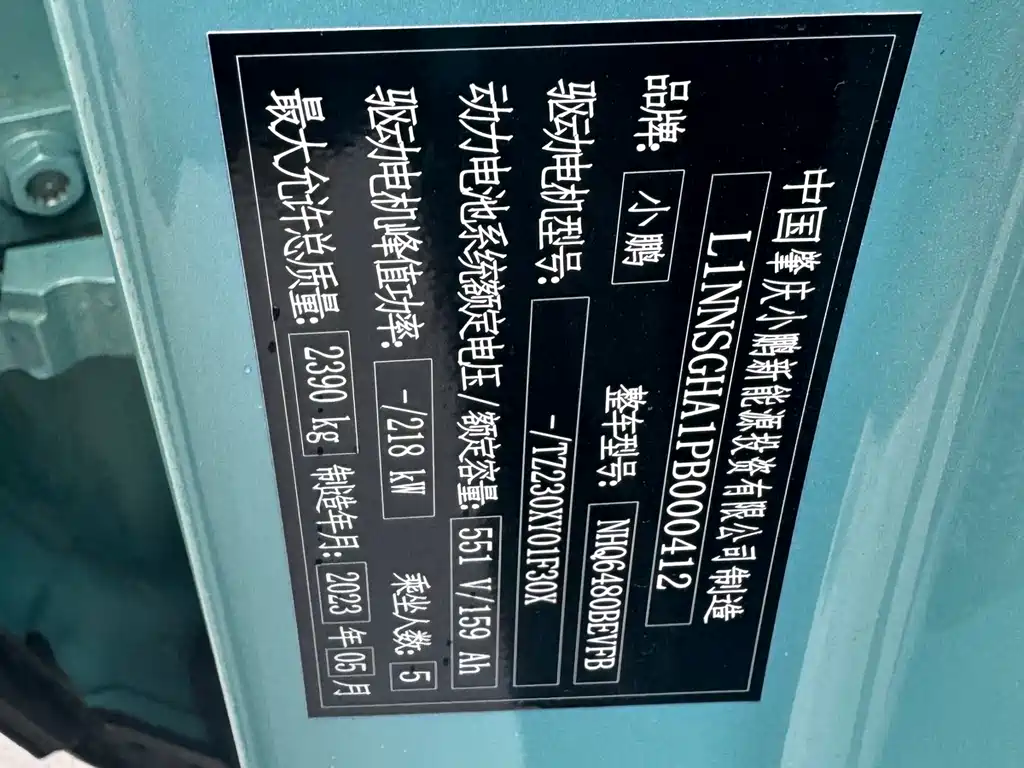 中国肇庆小鹏新能源投资有限公司制造
L1NNSGHA1PB000412
品牌: 小鹏 整车型号: NHQ6480BEVFB
驱动电机型号: -/TZ230XY01F30X
动力电池系统额定电压/额定容量: 551 V/159 Ah
驱动电机峰值功率: -/218 kW 乘坐人数: 5
最大允许总质量: 2390 kg 制造年月: 2023 年 05 月